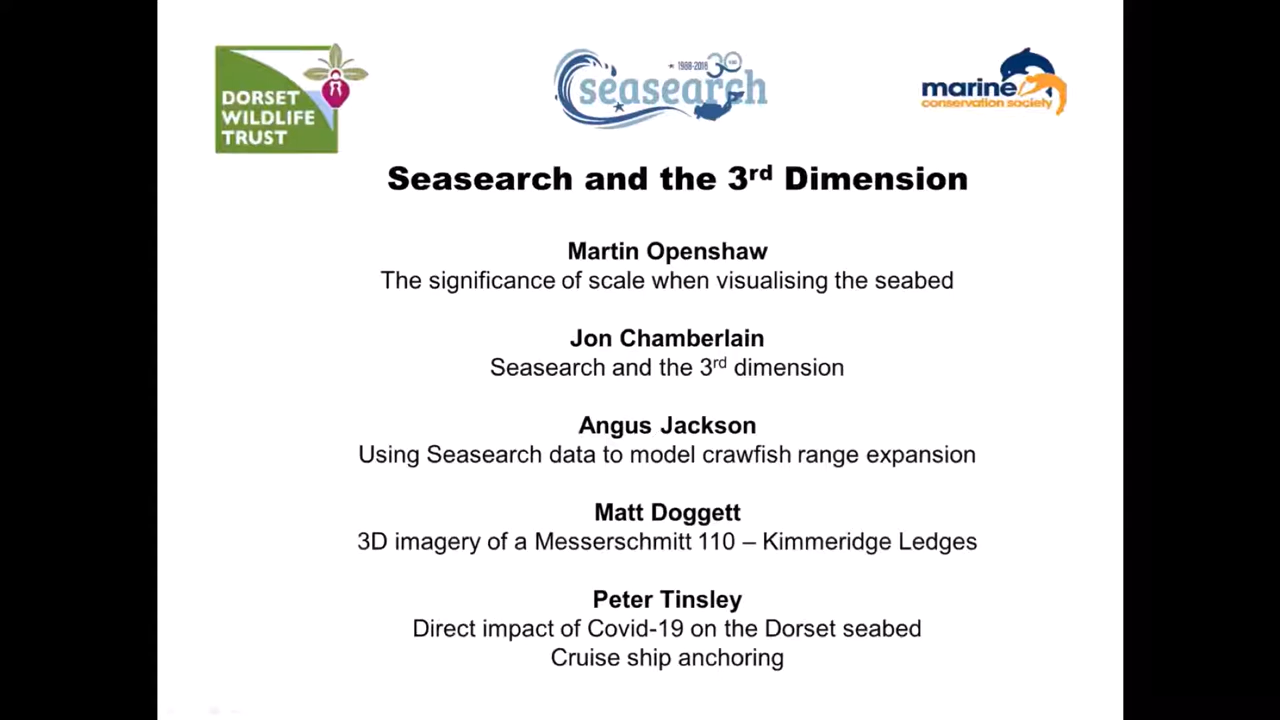 DORSET
WILDLIFE
TRUST
1988-2018 30
seasearch
marine
conservation society
Seasearch and the 3rd Dimension
Martin Openshaw
The significance of scale when visualising the seabed
Jon Chamberlain
Seasearch and the 3rd dimension
Angus Jackson
Using Seasearch data to model crawfish range expansion
Matt Doggett
3D imagery of a Messerschmitt 110 – Kimmeridge Ledges
Peter Tinsley
Direct impact of Covid-19 on the Dorset seabed
Cruise ship anchoring